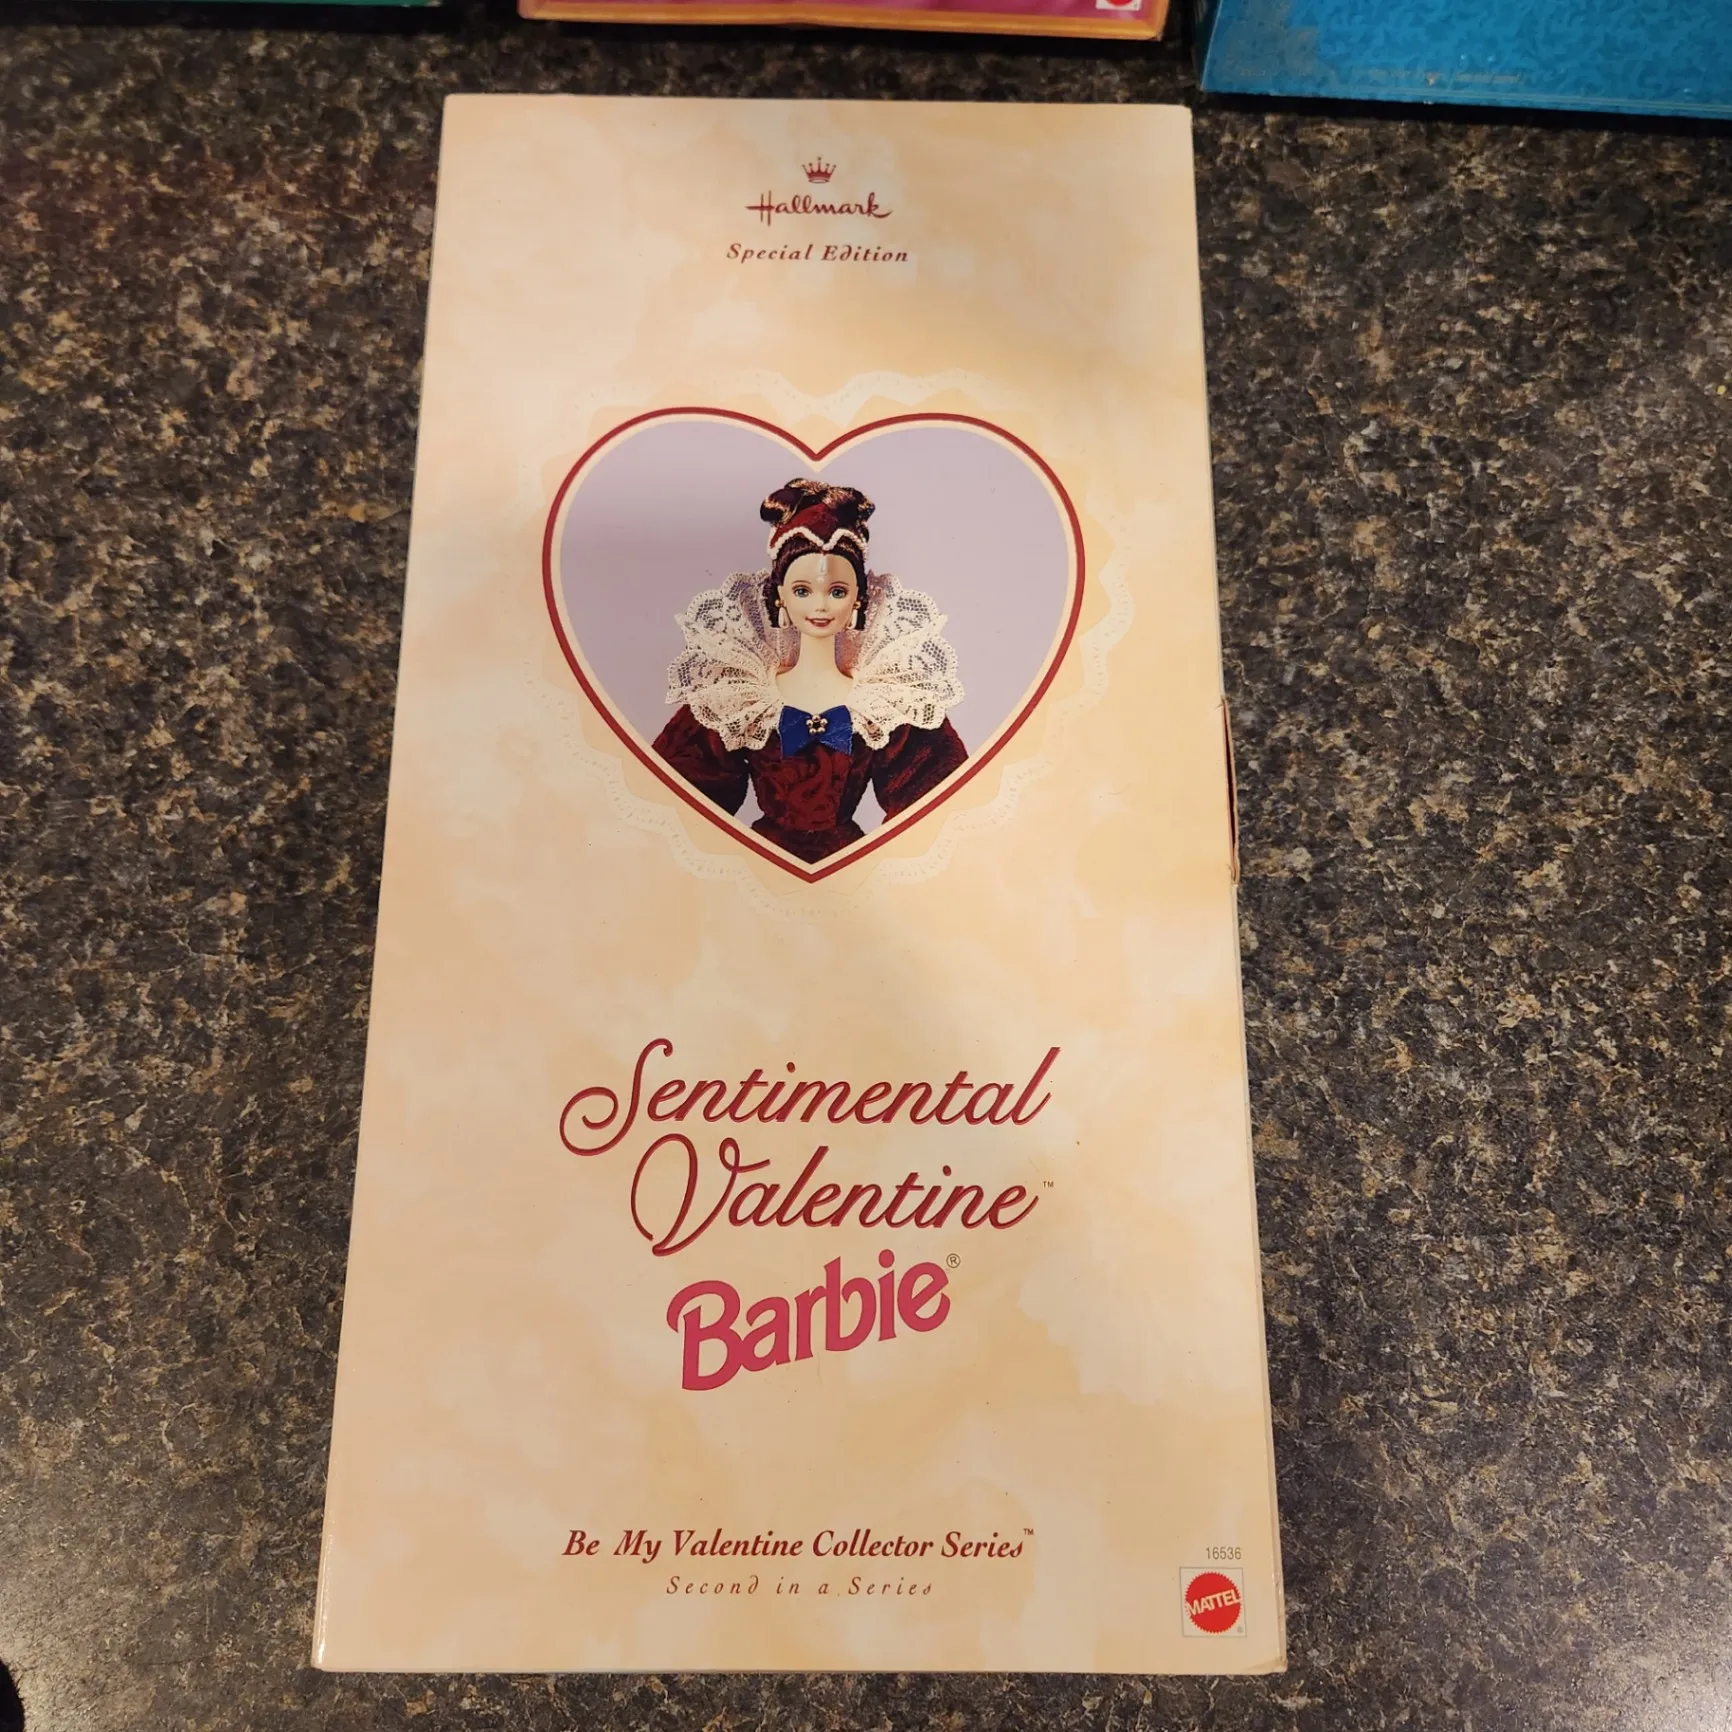 Hallmark
Special Edition
Sentimental
Valentine™
Barbie®
Be My Valentine Collector Series™
Second in a Series
16536
MATTEL
®